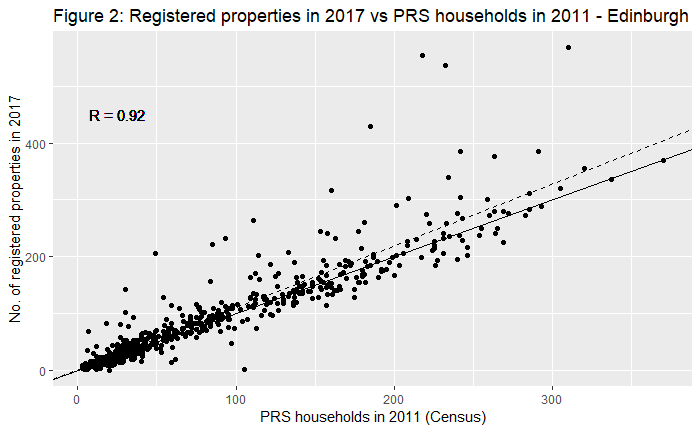 Figure 2: Registered properties in 2017 vs PRS households in 2011 - Edinburgh
R = 0.92
No of registered properties in 2017
400
200
0
0 100 200 300
PRS households in 2011 (Census)